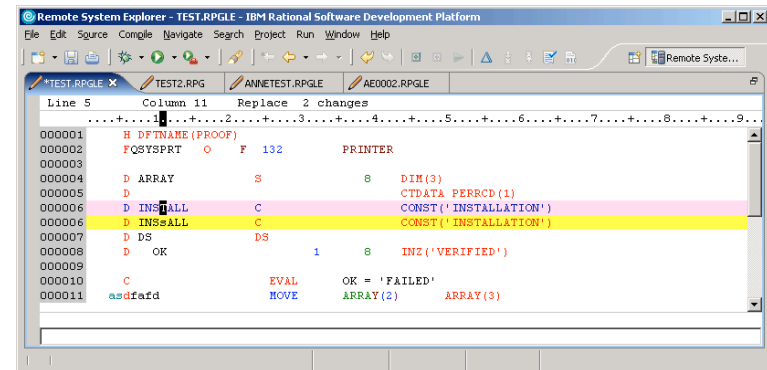 Remote System Explorer - TEST.RPGLE - IBM Rational Software Development Platform
File Edit Source Compile Navigate Search Project Run Window Help
Remote Syste...
*TEST.RPGLE TEST2.RPG ANNETEST.RPGLE AE0002.RPGLE
Line 5 Column 11 Replace 2 changes
....+....1....+....2....+....3....+....4....+....5....+....6....+....7....+....8....+....9...
000001 H DFTNAME(PROOF)
000002 FQSYSPRT O F 132 PRINTER
000003
000004 D ARRAY S 8 DIM(3)
000005 D CTDATA PERRCD(1)
000006 D INSTALL C CONST('INSTALLATION')
000006 D INSsALL C CONST('INSTALLATION')
000007 D DS DS
000008 D OK 1 8 INZ('VERIFIED')
000009
000010 C EVAL OK = 'FAILED'
000011 asdfafd MOVE ARRAY(2) ARRAY(3)